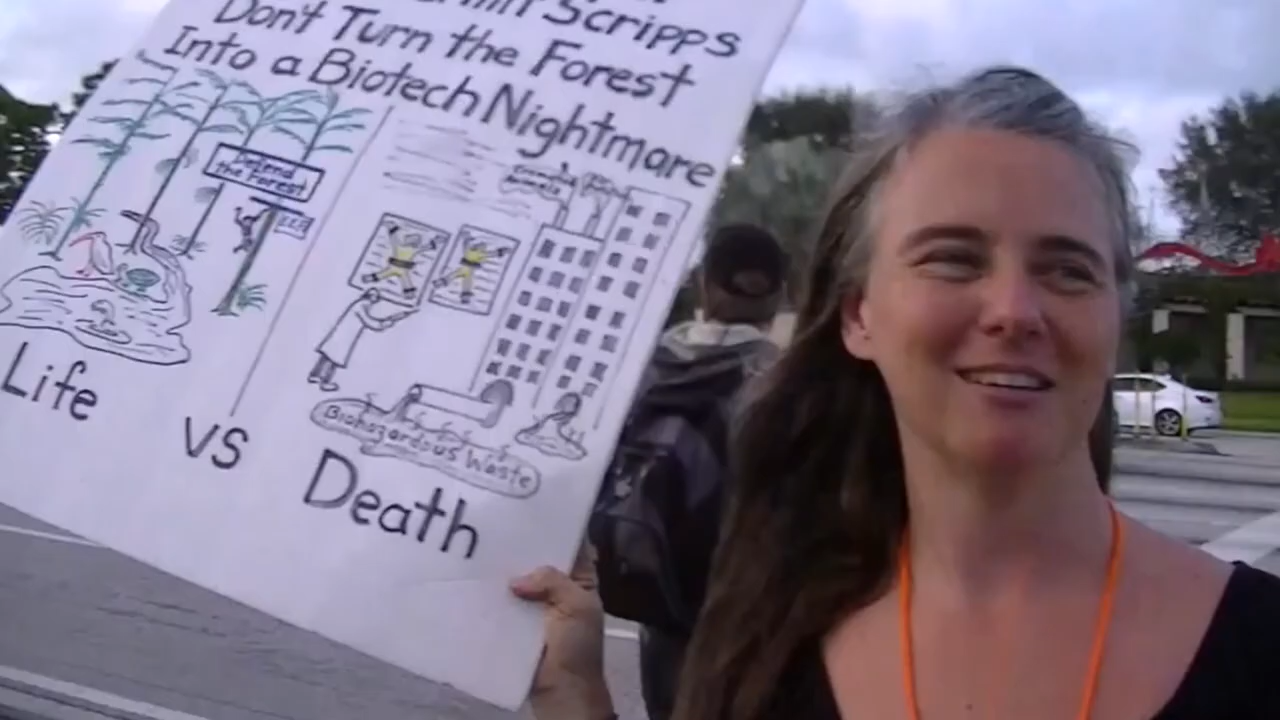 Scripps
Don't Turn the Forest
Into a Biotech Nightmare
Defend
the Forest
Biohazardous Waste
Life
vs
Death